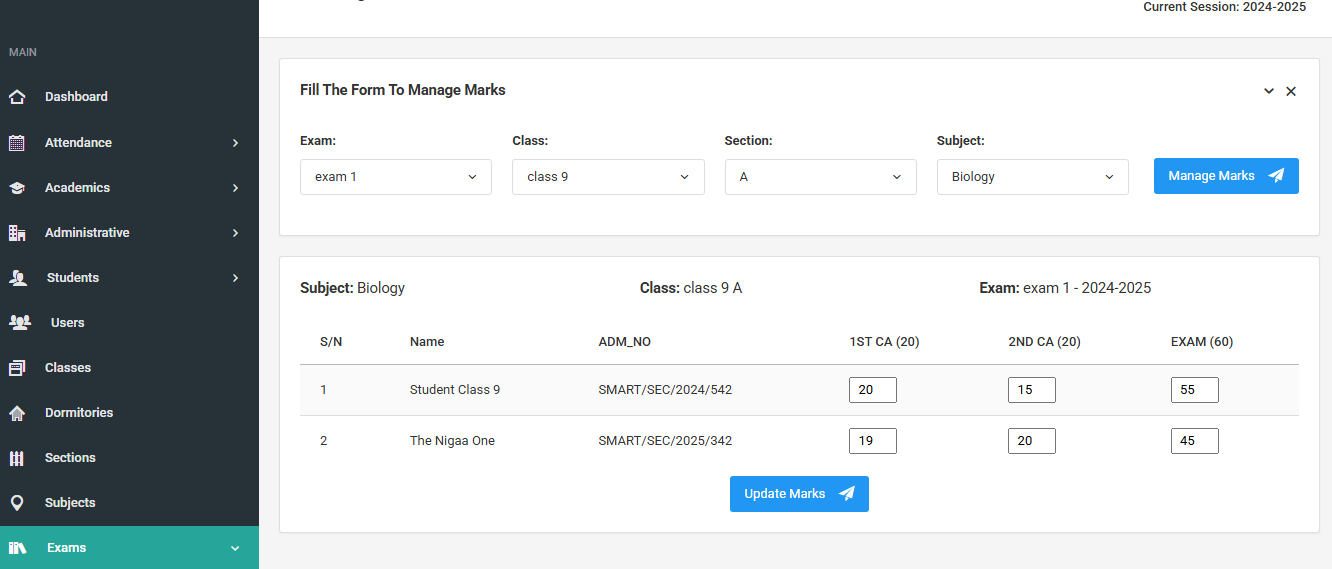 Current Session: 2024-2025
MAIN
Dashboard
Attendance
Academics
Administrative
Students
Users
Classes
Dormitories
Sections
Subjects
Exams
Fill The Form To Manage Marks
Exam: Class: Section: Subject:
exam 1 class 9 A Biology Manage Marks
Subject: Biology Class: class 9 A Exam: exam 1 - 2024-2025
S/N Name ADM_NO 1ST CA (20) 2ND CA (20) EXAM (60)
1 Student Class 9 SMART/SEC/2024/542 20 15 55
2 The Nigaa One SMART/SEC/2025/342 19 20 45
Update Marks